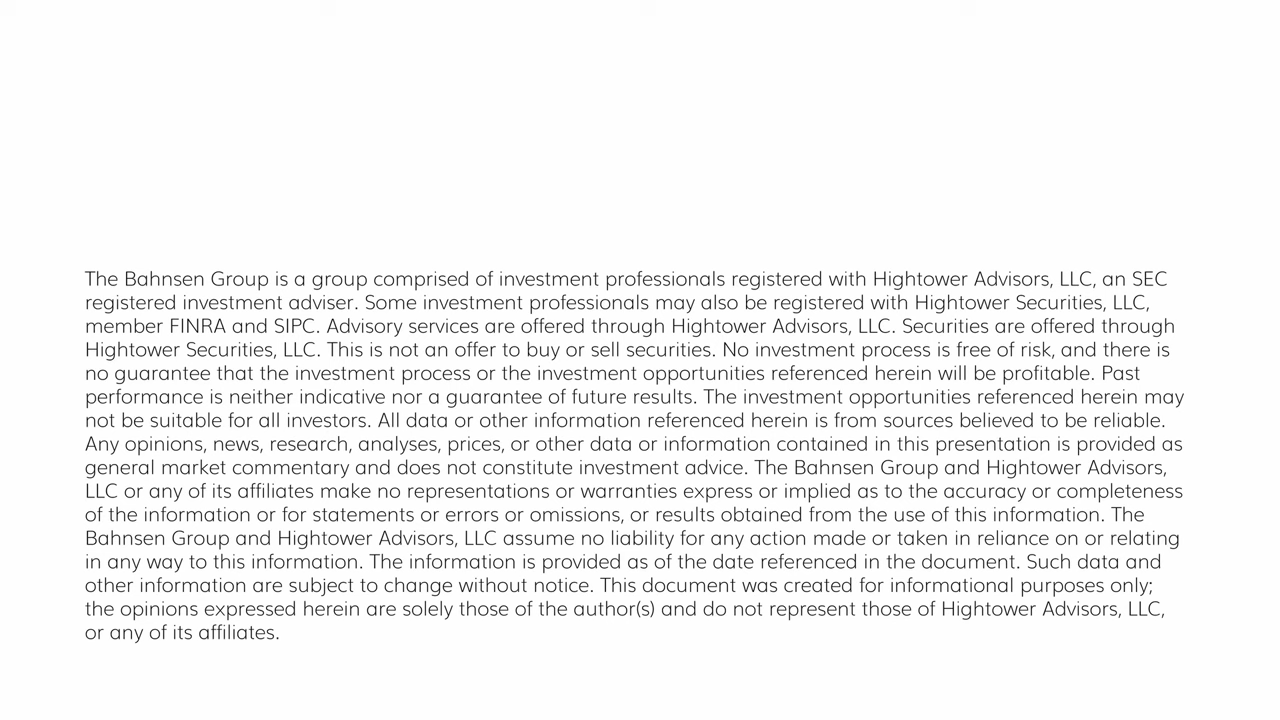 The Bahnsen Group is a group comprised of investment professionals registered with Hightower Advisors, LLC, an SEC
registered investment adviser. Some investment professionals may also be registered with Hightower Securities, LLC,
member FINRA and SIPC. Advisory services are offered through Hightower Advisors, LLC. Securities are offered through
Hightower Securities, LLC. This is not an offer to buy or sell securities. No investment process is free of risk, and there is
no guarantee that the investment process or the investment opportunities referenced herein will be profitable. Past
performance is neither indicative nor a guarantee of future results. The investment opportunities referenced herein may
not be suitable for all investors. All data or other information referenced herein is from sources believed to be reliable.
Any opinions, news, research, analyses, prices, or other data or information contained in this presentation is provided as
general market commentary and does not constitute investment advice. The Bahnsen Group and Hightower Advisors,
LLC or any of its affiliates make no representations or warranties express or implied as to the accuracy or completeness
of the information or for statements or errors or omissions, or results obtained from the use of this information. The
Bahnsen Group and Hightower Advisors, LLC assume no liability for any action made or taken in reliance on or relating
in any way to this information. The information is provided as of the date referenced in the document. Such data and
other information are subject to change without notice. This document was created for informational purposes only;
the opinions expressed herein are solely those of the author(s) and do not represent those of Hightower Advisors, LLC,
or any of its affiliates.